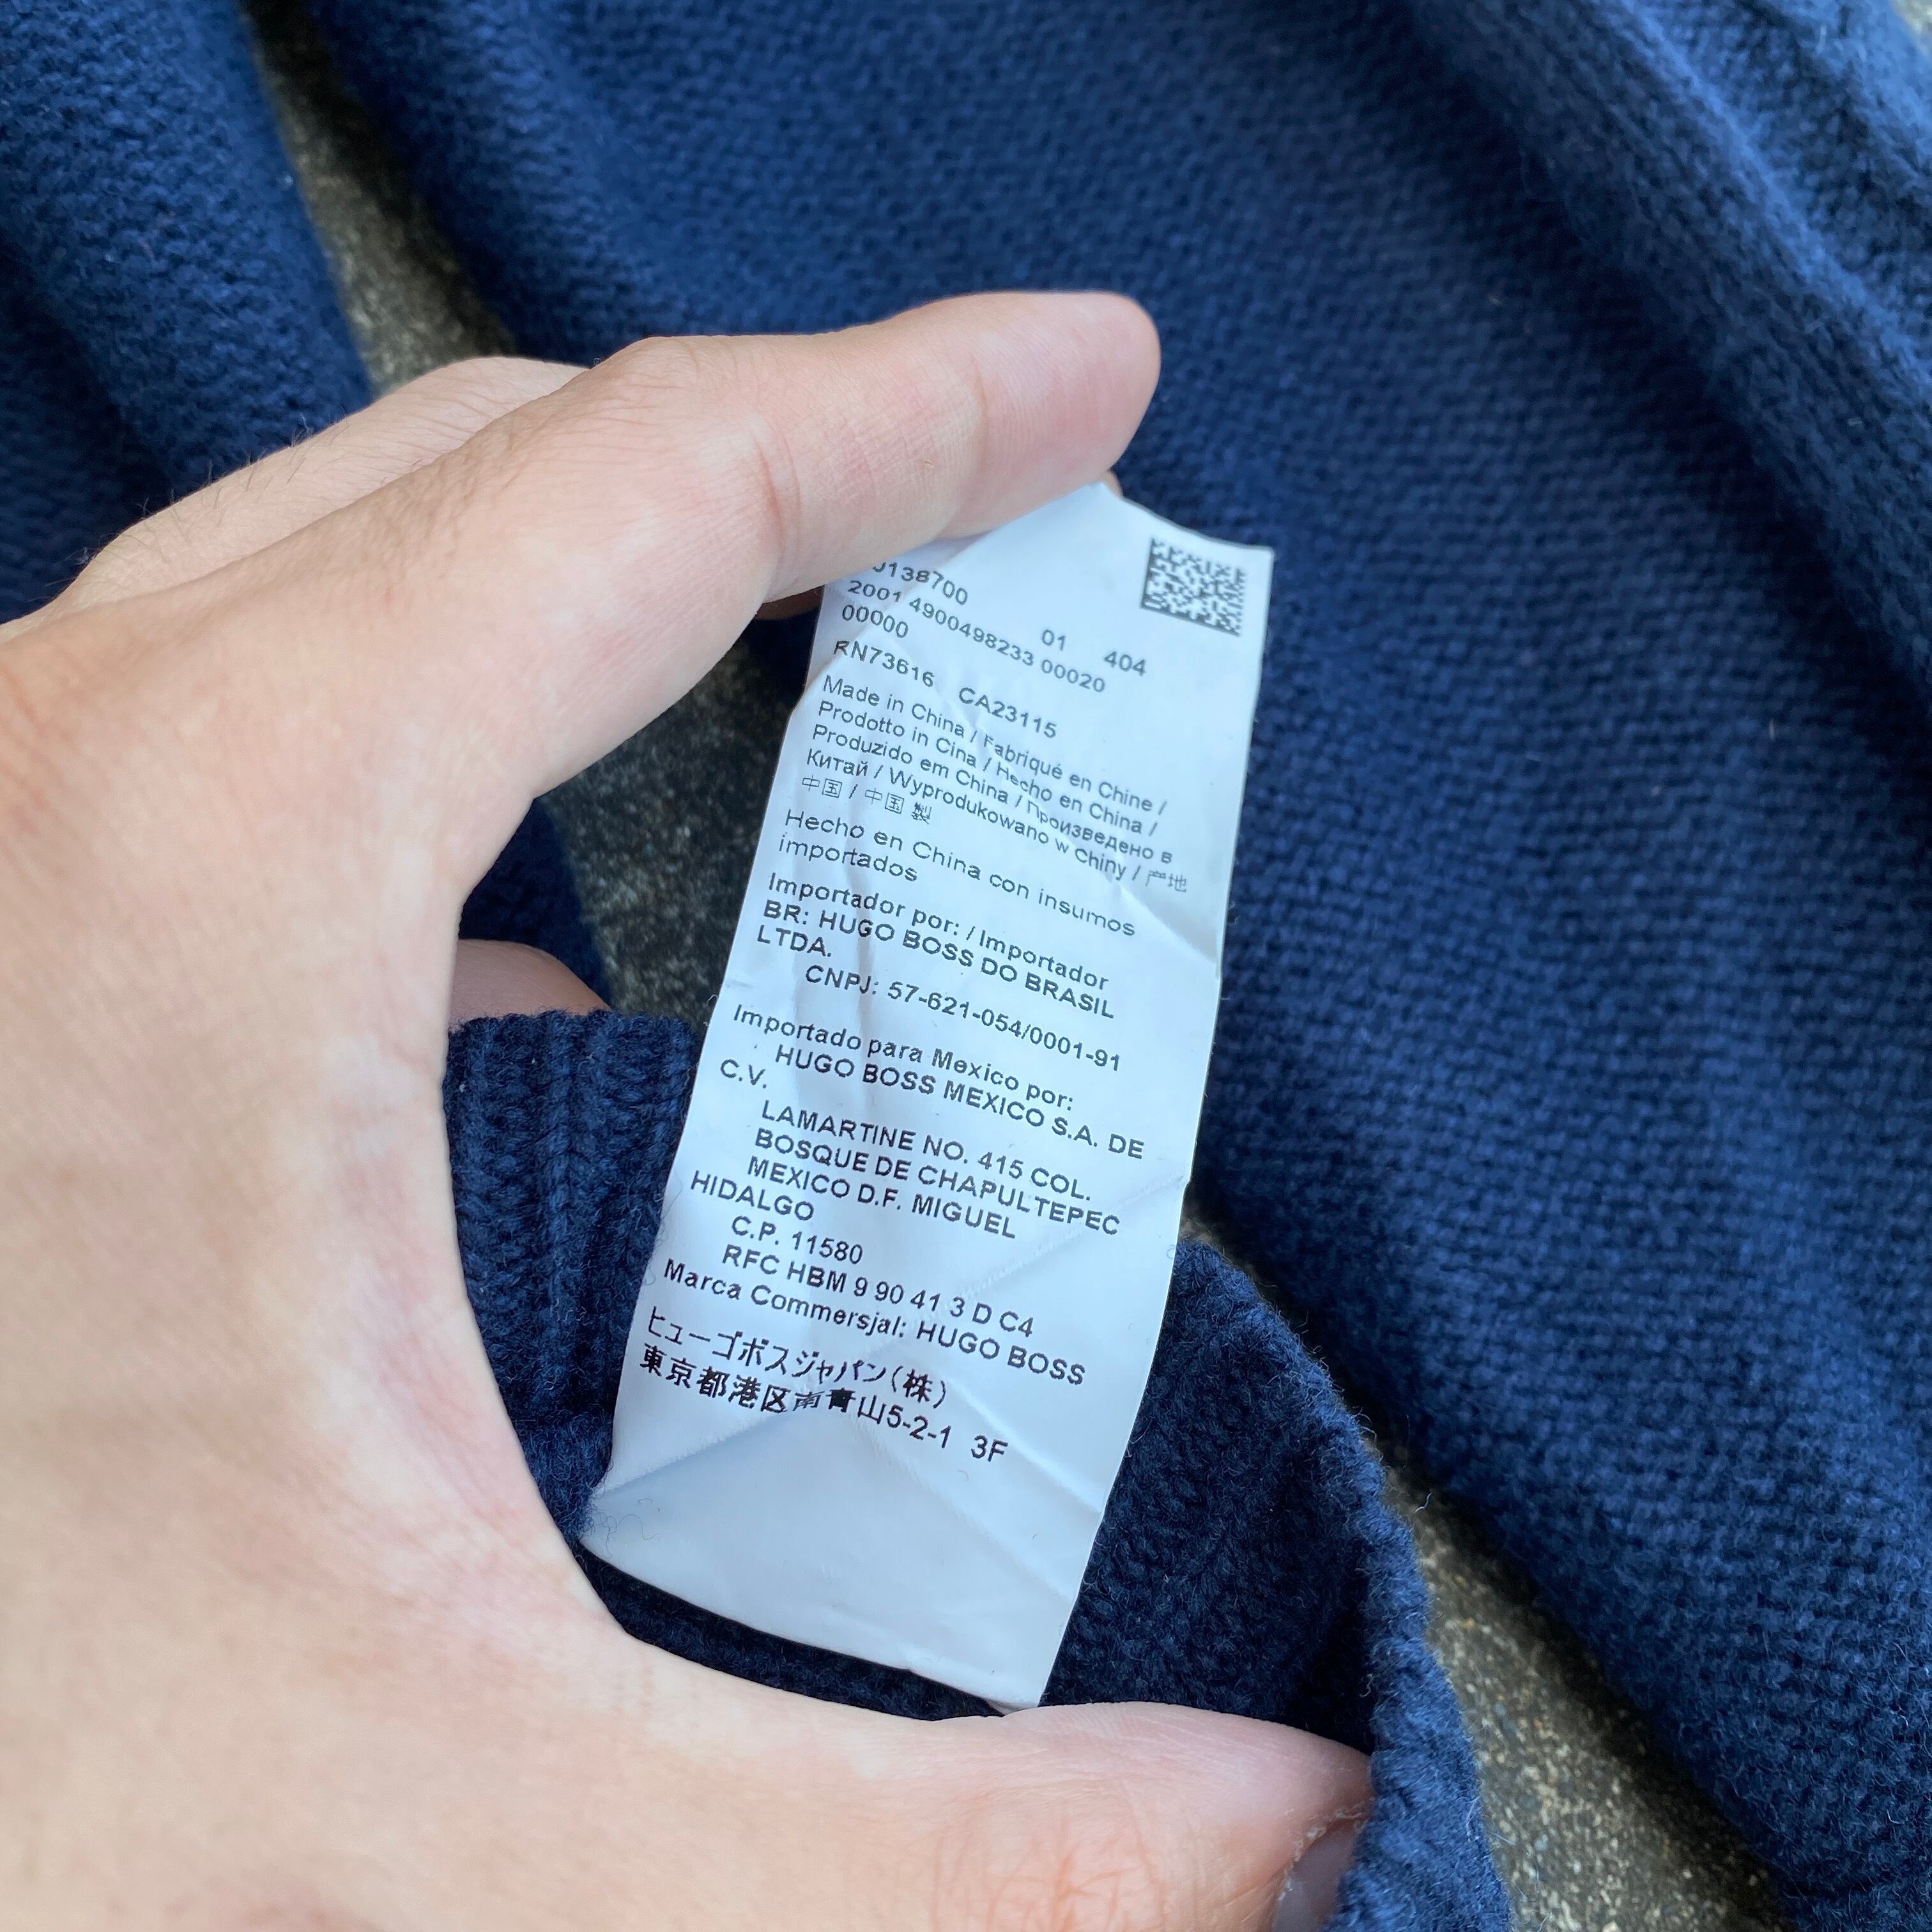 J138700 01 404
2001 4900498233 00020
00000
RN73616 CA23115
Made in China / Fabriqué en Chine /
Prodotto in Cina / Hecho en China /
Produzido em China / Произведено в
Китай / Wyprodukowano w Chiny / 产地
中国 / 中国 製
Hecho en China con insumos
importados
Importador por: / Importador
BR: HUGO BOSS DO BRASIL
LTDA.
CNPJ: 57-621-054/0001-91
Importado para Mexico por:
HUGO BOSS MEXICO S.A. DE
C.V.
LAMARTINE NO. 415 COL.
BOSQUE DE CHAPULTEPEC
MEXICO D.F. MIGUEL
HIDALGO
C.P. 11580
RFC HBM 9 90 41 3 D C4
Marca Commersjal: HUGO BOSS
ヒューゴボスジャパン(株)
東京都港区南青山5-2-1 3F